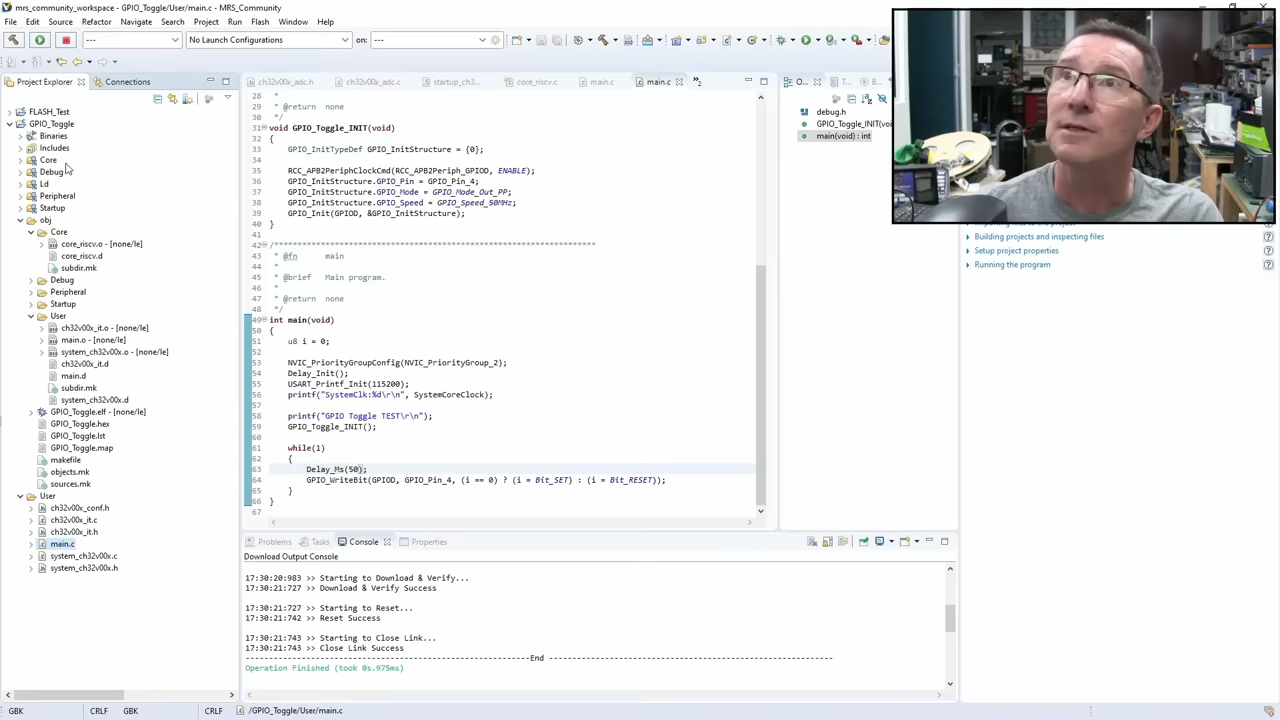 mrs_community_workspace - GPIO_Toggle/User/main.c - MRS_Community
File Edit Source Refactor Navigate Search Project Run Flash Window Help
--- No Launch Configurations on: ---
Project Explorer Connections
ch32v00x_adc.h ch32v00x_adc.c startup_ch3... core_riscv.c main.c main.c
FLASH_Test
GPIO_Toggle
Binaries
Includes
Core
Debug
Ld
Peripheral
Startup
obj
Core
core_riscv.o - [none/le]
core_riscv.d
subdir.mk
Debug
Peripheral
Startup
User
ch32v00x_it.o - [none/le]
main.o - [none/le]
system_ch32v00x.o - [none/le]
ch32v00x_it.d
main.d
subdir.mk
system_ch32v00x.d
GPIO_Toggle.elf - [none/le]
GPIO_Toggle.hex
GPIO_Toggle.lst
GPIO_Toggle.map
makefile
objects.mk
sources.mk
User
ch32v00x_conf.h
ch32v00x_it.c
ch32v00x_it.h
main.c
system_ch32v00x.c
system_ch32v00x.h
28 *
29 * @return none
30 */
31 void GPIO_Toggle_INIT(void)
32 {
33 GPIO_InitTypeDef GPIO_InitStructure = {0};
34
35 RCC_APB2PeriphClockCmd(RCC_APB2Periph_GPIOD, ENABLE);
36 GPIO_InitStructure.GPIO_Pin = GPIO_Pin_4;
37 GPIO_InitStructure.GPIO_Mode = GPIO_Mode_Out_PP;
38 GPIO_InitStructure.GPIO_Speed = GPIO_Speed_50MHz;
39 GPIO_Init(GPIOD, &GPIO_InitStructure);
40 }
41
42 /*********************************************************************
43 * @fn main
44 *
45 * @brief Main program.
46 *
47 * @return none
48 */
49 int main(void)
50 {
51 u8 i = 0;
52
53 NVIC_PriorityGroupConfig(NVIC_PriorityGroup_2);
54 Delay_Init();
55 USART_Printf_Init(115200);
56 printf("SystemClk:%d\r\n", SystemCoreClock);
57
58 printf("GPIO Toggle TEST\r\n");
59 GPIO_Toggle_INIT();
60
61 while(1)
62 {
63 Delay_Ms(50);
64 GPIO_WriteBit(GPIOD, GPIO_Pin_4, (i == 0) ? (i = Bit_SET) : (i = Bit_RESET));
65 }
66 }
67
O...
debug.h
GPIO_Toggle_INIT(voi
main(void) : int
Building projects and inspecting files
Setup project properties
Running the program
Problems Tasks Console Properties
Download Output Console
17:30:20:983 >> Starting to Download & Verify...
17:30:21:727 >> Download & Verify Success
17:30:21:727 >> Starting to Reset...
17:30:21:742 >> Reset Success
17:30:21:743 >> Starting to Close Link...
17:30:21:743 >> Close Link Success
End
Operation Finished (took 0s.975ms)
GBK CRLF GBK CRLF /GPIO_Toggle/User/main.c